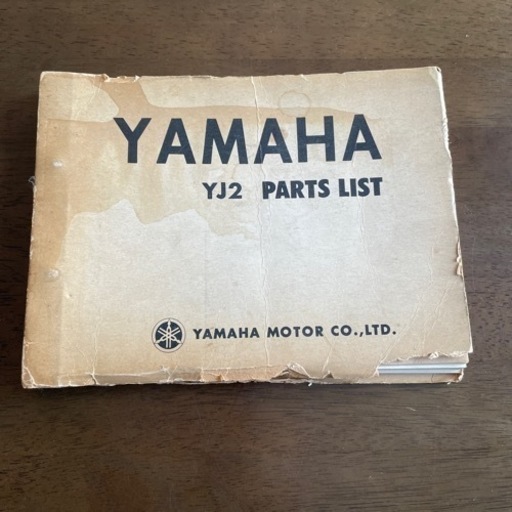 YAMAHA
YJ2 PARTS LIST
YAMAHA MOTOR CO.,LTD.